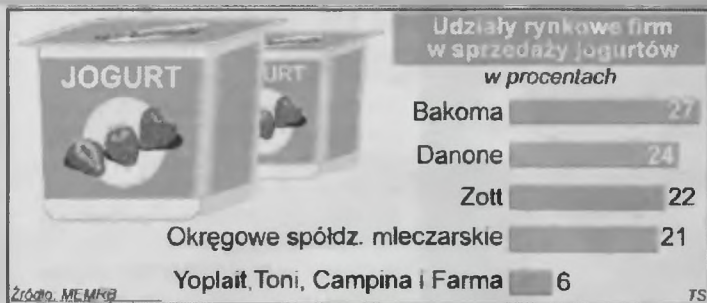 JOGURT
URT
Udziały rynkowe firm
w sprzedaży jogurtów
w procentach
Bakoma 27
Danone 24
Zott 22
Okręgowe spółdz. mleczarskie 21
Yoplait, Toni, Campina i Farma 6
Źródło: MEMRB
TS